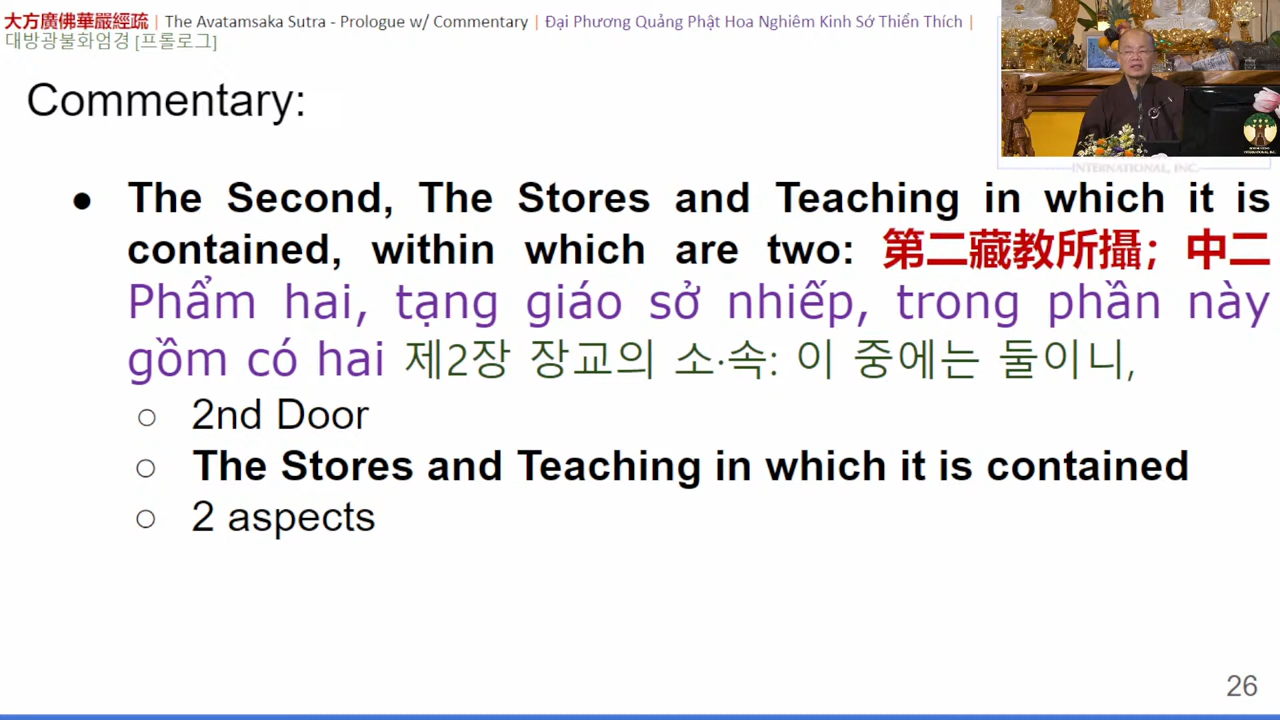 大方廣佛華嚴經疏 | The Avatamsaka Sutra - Prologue w/ Commentary | Đại Phương Quảng Phật Hoa Nghiêm Kinh Sớ Thiển Thích |
대방광불화엄경 [프롤로그]
Commentary:
● The Second, The Stores and Teaching in which it is
contained, within which are two: 第二藏教所攝；中二
Phẩm hai, tạng giáo sở nhiếp, trong phần này
gồm có hai 제2장 장교의 소·속: 이 중에는 둘이니,
○ 2nd Door
○ The Stores and Teaching in which it is contained
○ 2 aspects
INTERNATIONAL, INC.
26